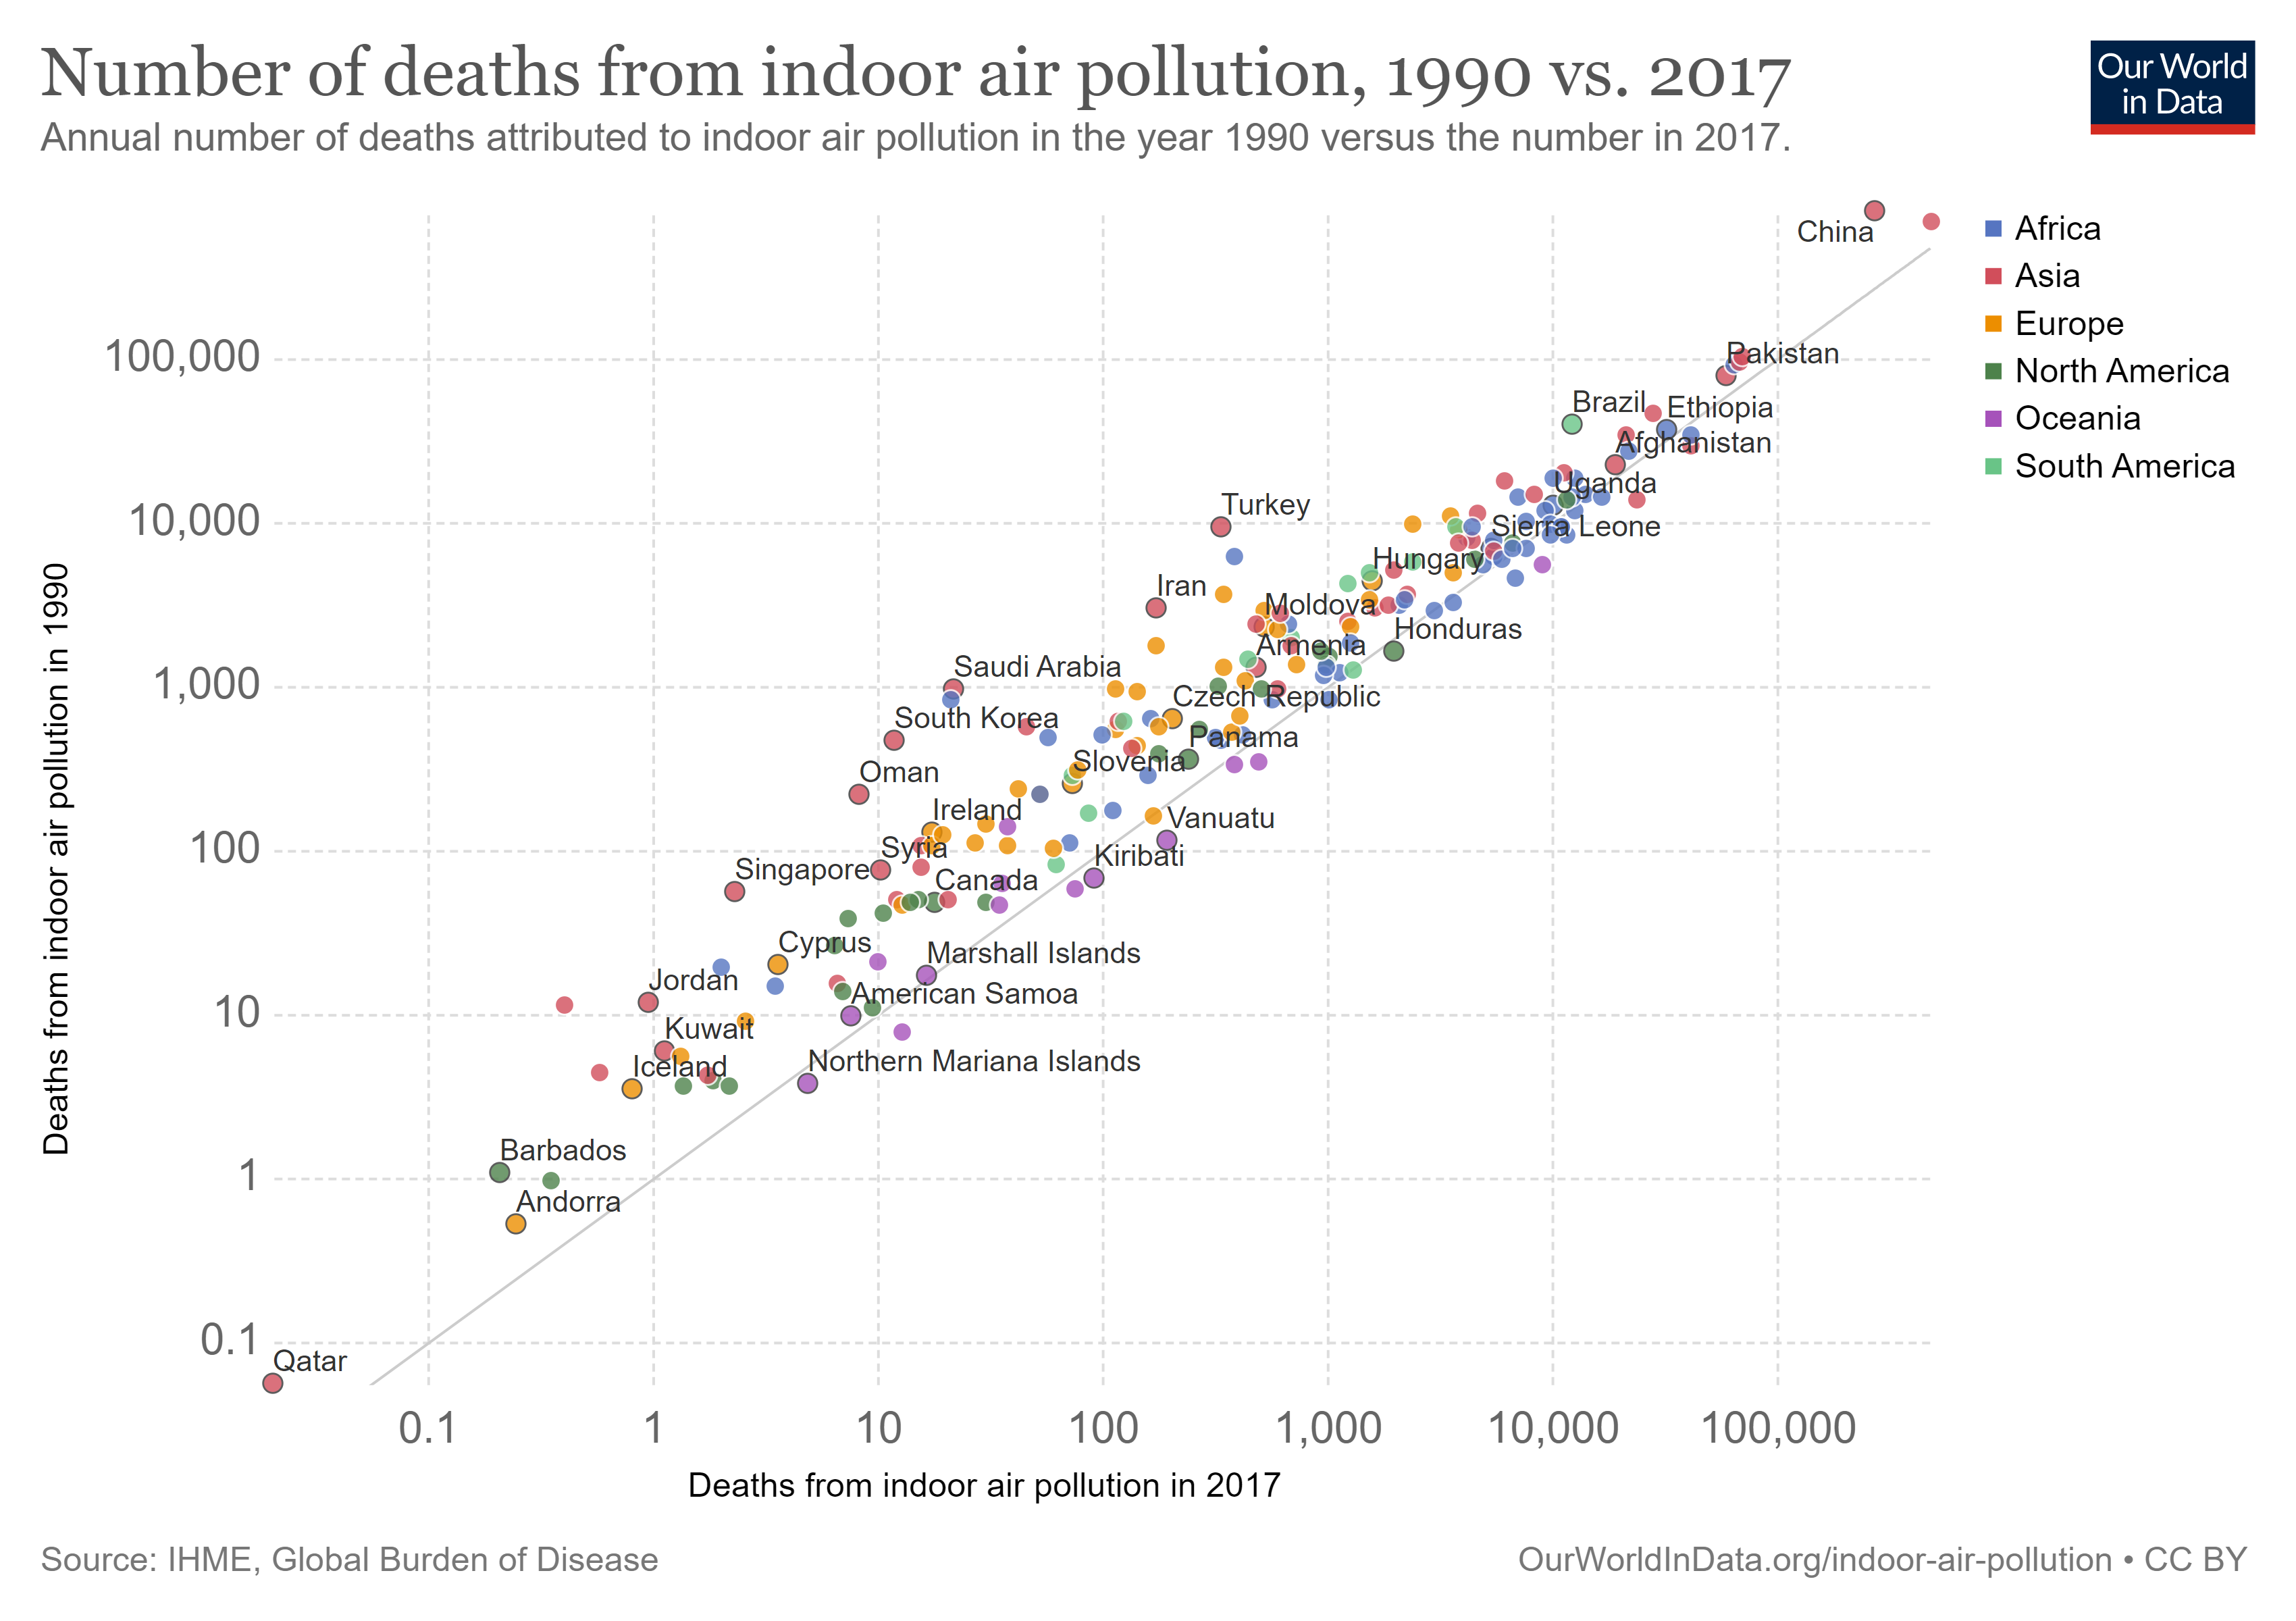 Number of deaths from indoor air pollution, 1990 vs. 2017
Annual number of deaths attributed to indoor air pollution in the year 1990 versus the number in 2017.
Our World
in Data
China
Africa
Asia
Europe
North America
Oceania
South America
100,000
10,000
1,000
100
10
1
0.1
Deaths from indoor air pollution in 1990
Pakistan
Brazil
Ethiopia
Afghanistan
Uganda
Turkey
Sierra Leone
Hungary
Iran
Moldova
Honduras
Armenia
Saudi Arabia
Czech Republic
South Korea
Panama
Slovenia
Oman
Ireland
Vanuatu
Syria
Kiribati
Singapore
Canada
Cyprus
Marshall Islands
Jordan
American Samoa
Kuwait
Iceland
Northern Mariana Islands
Barbados
Andorra
Qatar
0.1
1
10
100
1,000
10,000
100,000
Deaths from indoor air pollution in 2017
Source: IHME, Global Burden of Disease
OurWorldInData.org/indoor-air-pollution • CC BY